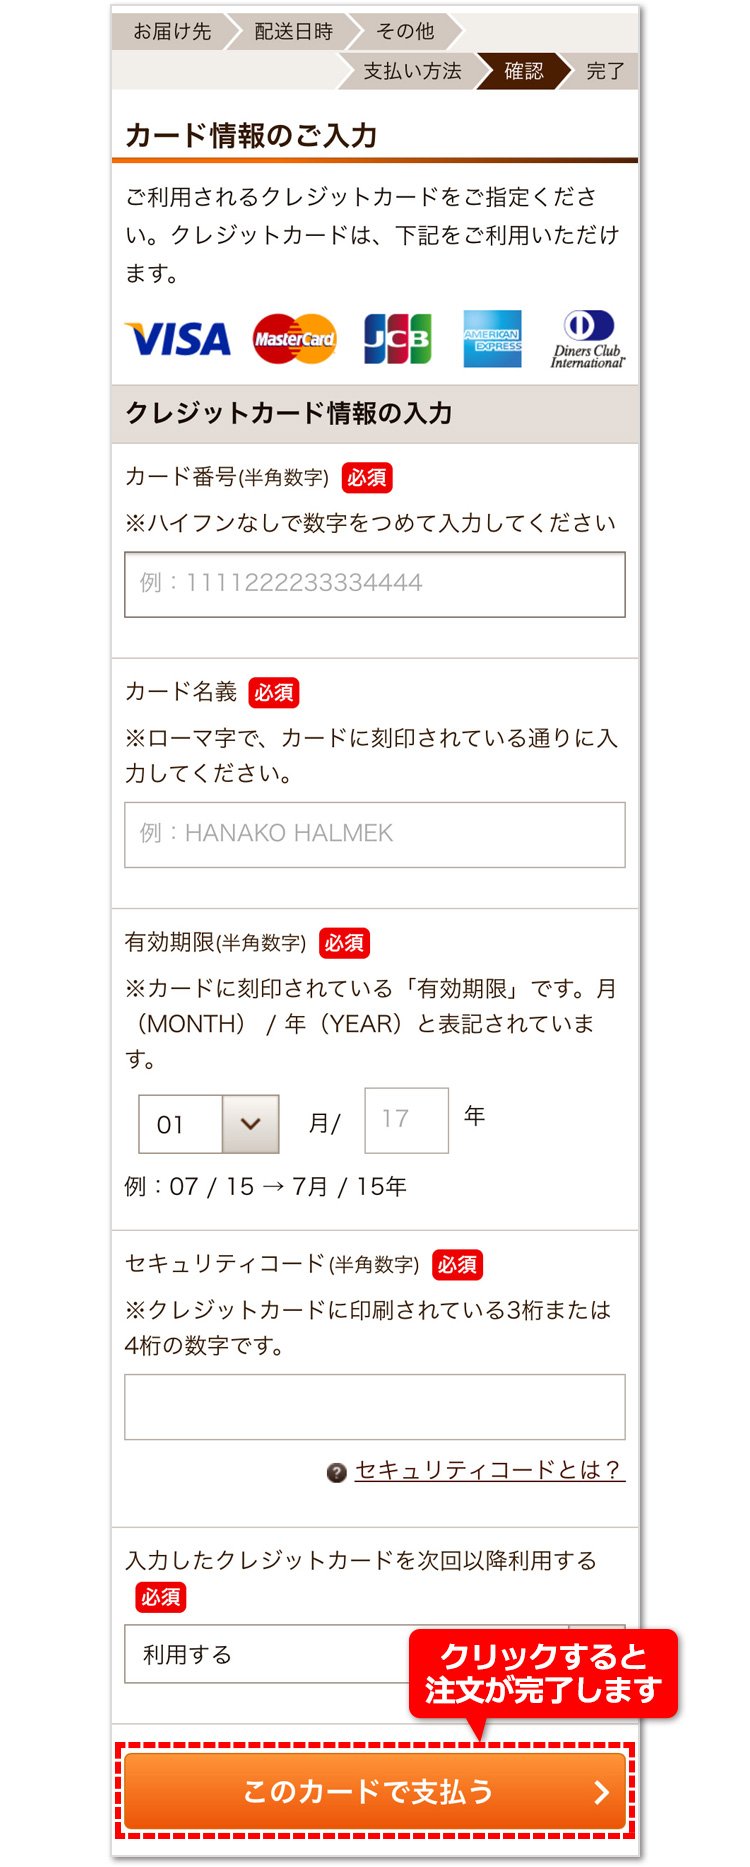 お届け先
配送日時
その他
支払い方法
確認
完了
カード情報のご入力
ご利用されるクレジットカードをご指定くださ
い。クレジットカードは、下記をご利用いただけ
ます。
VISA
MasterCard
JCB
AMERICAN
EXPRESS
Diners Club
International
クレジットカード情報の入力
カード番号(半角数字) 必須
※ハイフンなしで数字をつめて入力してください
例：1111222233334444
カード名義 必須
※ローマ字で、カードに刻印されている通りに入
力してください。
例：HANAKO HALMEK
有効期限(半角数字) 必須
※カードに刻印されている「有効期限」です。月
（MONTH） / 年（YEAR）と表記されていま
す。
01 月/ 17 年
例：07 / 15 → 7月 / 15年
セキュリティコード(半角数字) 必須
※クレジットカードに印刷されている3桁または
4桁の数字です。
? セキュリティコードとは？
入力したクレジットカードを次回以降利用する
必須
利用する
クリックすると
注文が完了します
このカードで支払う